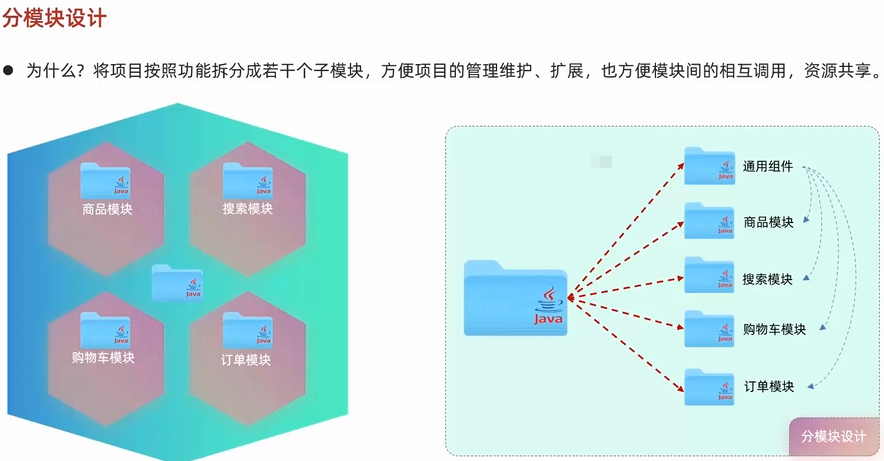 分模块设计
● 为什么？将项目按照功能拆分成若干个子模块，方便项目的管理维护、扩展，也方便模块间的相互调用，资源共享。
Java
商品模块
Java
搜索模块
Java
Java
购物车模块
Java
订单模块
Java
Java
通用组件
Java
商品模块
Java
搜索模块
Java
购物车模块
Java
订单模块
分模块设计